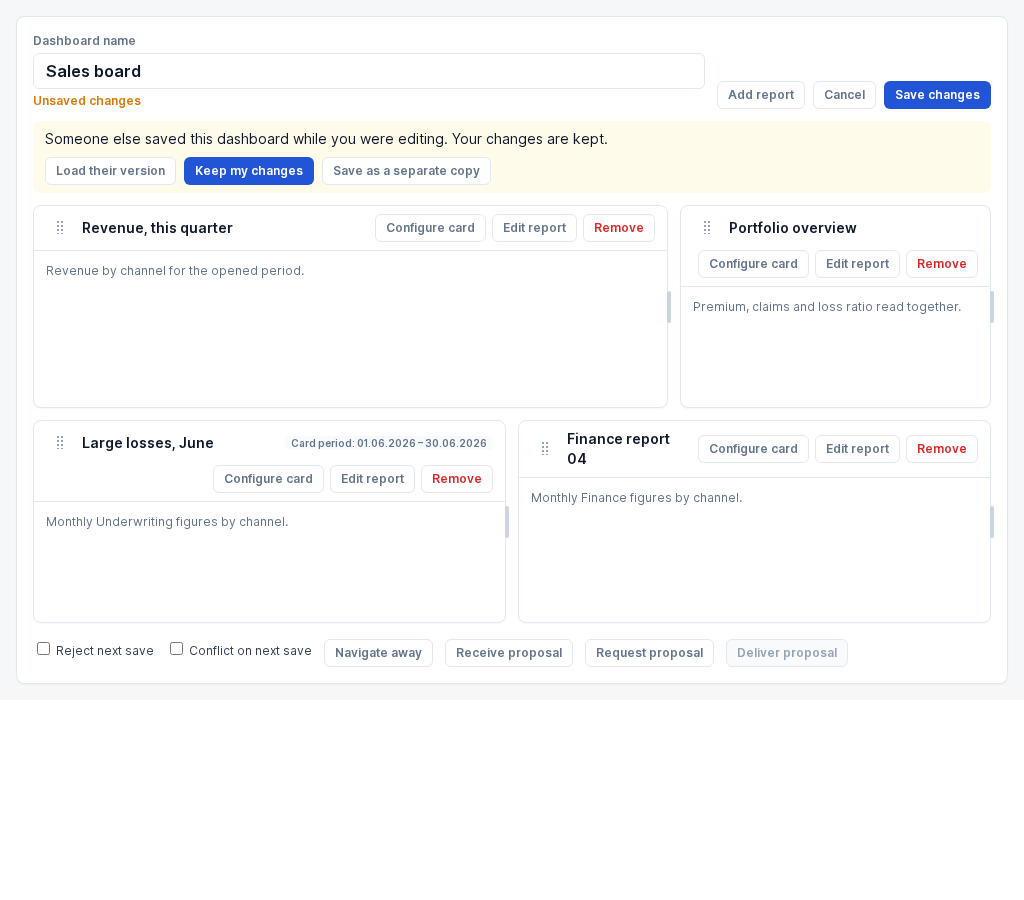 Dashboard name
Sales board
Unsaved changes
Add report
Cancel
Save changes
Someone else saved this dashboard while you were editing. Your changes are kept.
Load their version
Keep my changes
Save as a separate copy
Revenue, this quarter
Configure card
Edit report
Remove
Revenue by channel for the opened period.
Portfolio overview
Configure card
Edit report
Remove
Premium, claims and loss ratio read together.
Large losses, June
Card period: 01.06.2026 – 30.06.2026
Configure card
Edit report
Remove
Monthly Underwriting figures by channel.
Finance report
04
Configure card
Edit report
Remove
Monthly Finance figures by channel.
Reject next save
Conflict on next save
Navigate away
Receive proposal
Request proposal
Deliver proposal